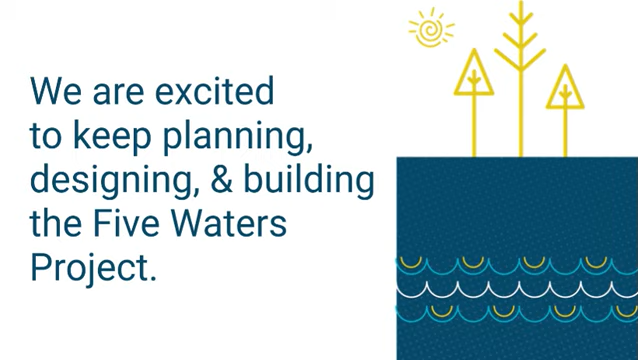 We are excited
to keep planning,
designing, & building
the Five Waters
Project.